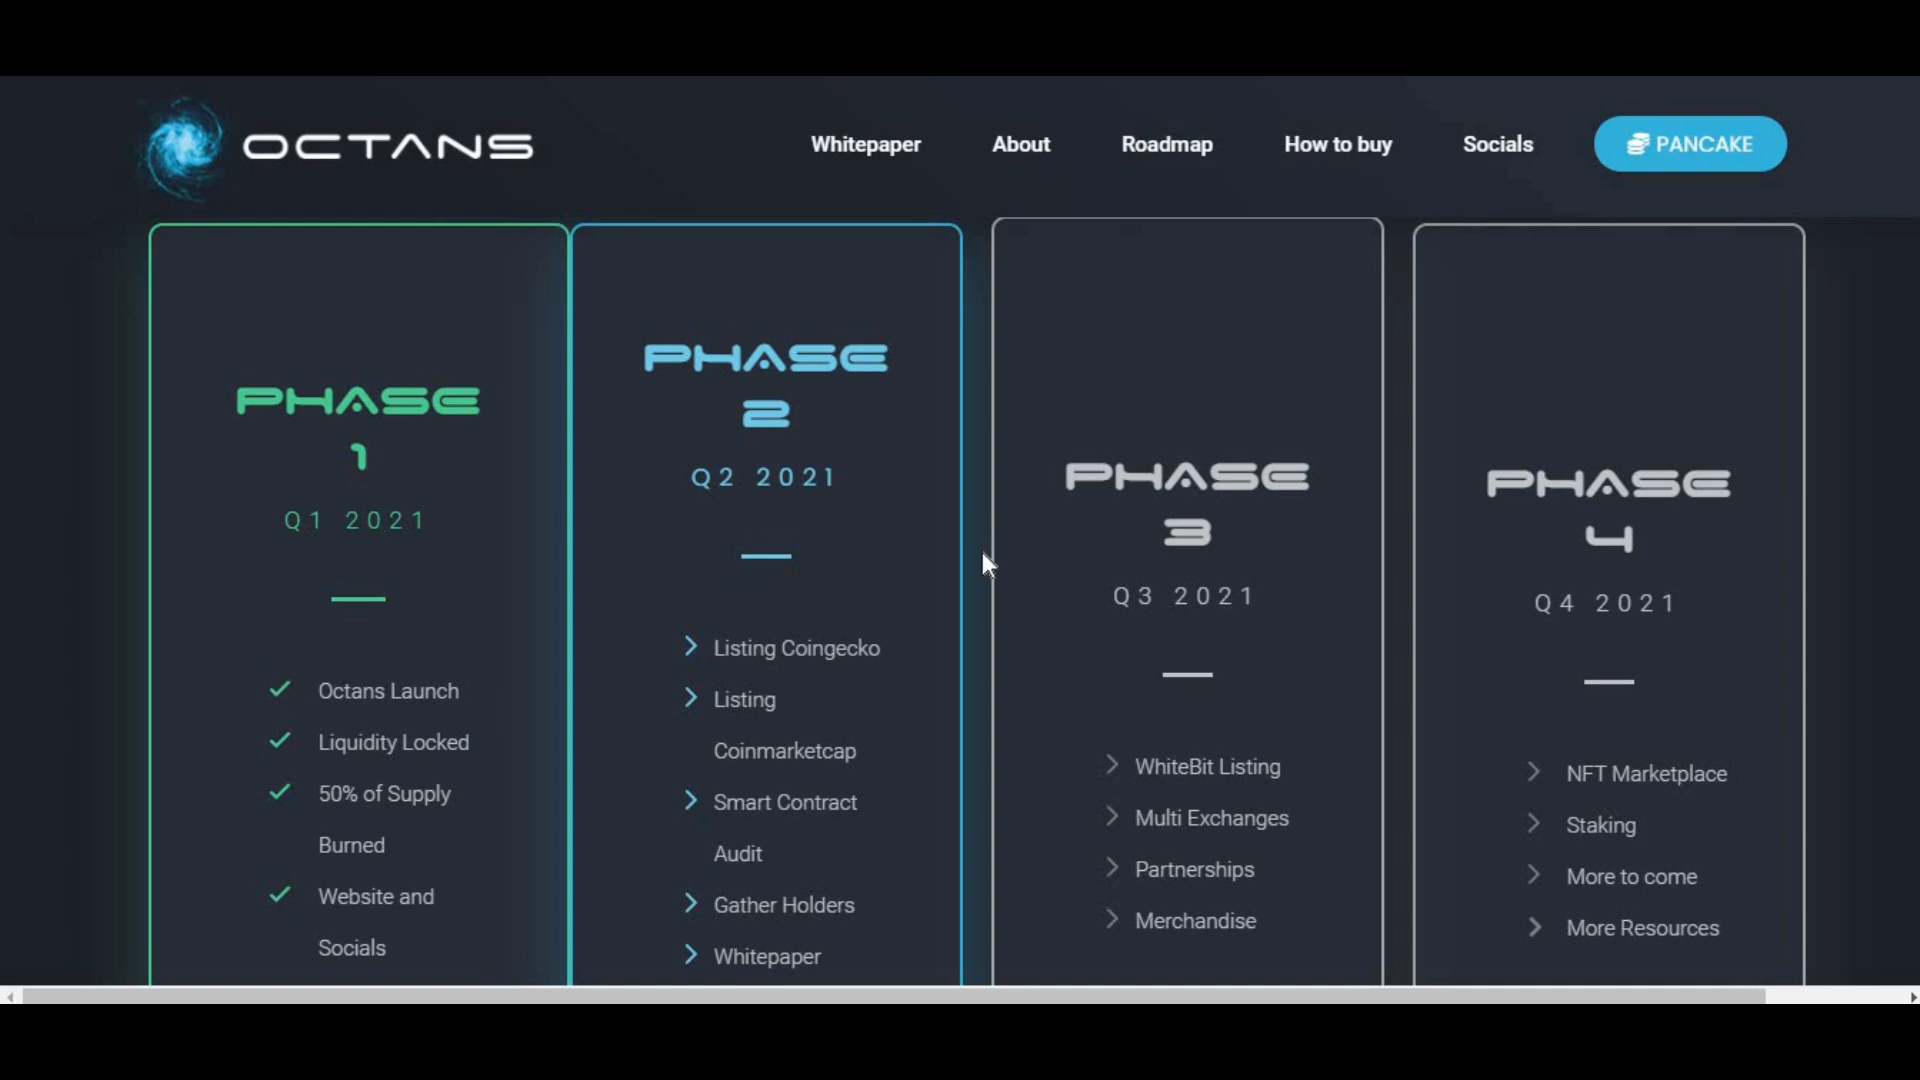 OCTANS
Whitepaper
About
Roadmap
How to buy
Socials
PANCAKE
PHASE
1
Q1 2021
Octans Launch
Liquidity Locked
50% of Supply
Burned
Website and
Socials
PHASE
2
Q2 2021
Listing Coingecko
Listing
Coinmarketcap
Smart Contract
Audit
Gather Holders
Whitepaper
PHASE
3
Q3 2021
WhiteBit Listing
Multi Exchanges
Partnerships
Merchandise
PHASE
4
Q4 2021
NFT Marketplace
Staking
More to come
More Resources